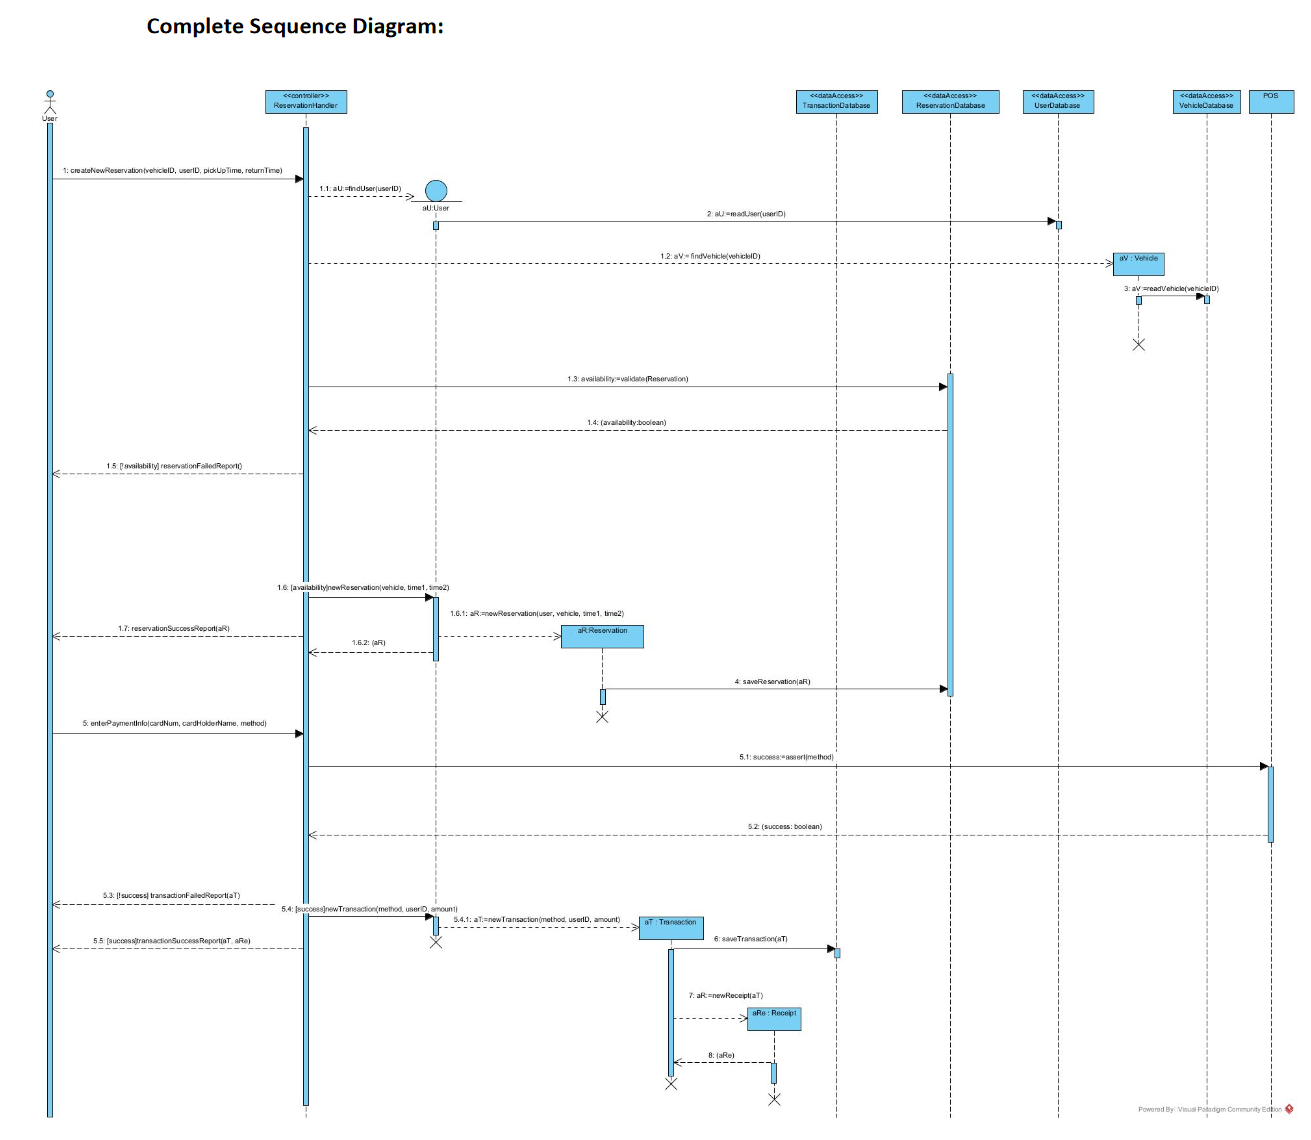 Complete Sequence Diagram:
User
<<controller>>
ReservationHandler
<<dataAccess>>
TransactionDatabase
<<dataAccess>>
ReservationDatabase
<<dataAccess>>
UserDatabase
<<dataAccess>>
VehicleDatabase
POS
1: createNewReservation(vehicleID, userID, pickUpTime, returnTime)
1.1: aU:=findUser(userID)
aU:User
2: aU:=readUser(userID)
1.2: aV:= findVehicle(vehicleID)
aV : Vehicle
3: aV:=readVehicle(vehicleID)
1.3: availability:=validate(Reservation)
1.4: (availability:boolean)
1.5: [!availability] reservationFailedReport()
1.6: [availability]newReservation(vehicle, time1, time2)
1.6.1: aR:=newReservation(user, vehicle, time1, time2)
1.7: reservationSuccessReport(aR)
aR:Reservation
1.6.2: (aR)
4: saveReservation(aR)
5: enterPaymentInfo(cardNum, cardHolderName, method)
5.1: success:=assert(method)
5.2: (success: boolean)
5.3: [!success] transactionFailedReport(aT)
5.4: [success]newTransaction(method, userID, amount)
5.4.1: aT:=newTransaction(method, userID, amount)
aT : Transaction
5.5: [success]transactionSuccessReport(aT, aRe)
6: saveTransaction(aT)
7: aR:=newReceipt(aT)
aRe : Receipt
8: (aRe)
Powered By Visual Paradigm Community Edition